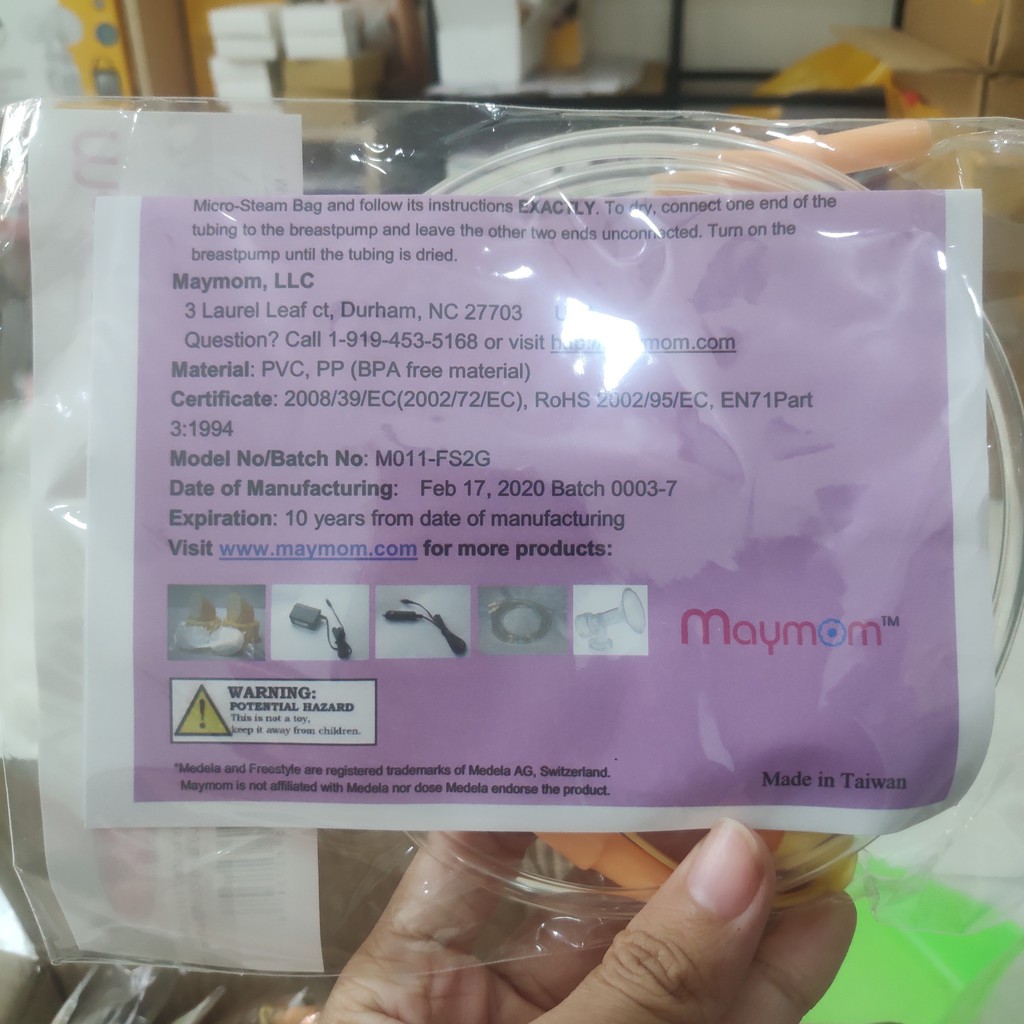 Micro-Steam Bag and follow its instructions EXACTLY. To dry, connect one end of the
tubing to the breastpump and leave the other two ends unconnected. Turn on the
breastpump until the tubing is dried.
Maymom, LLC
3 Laurel Leaf ct, Durham, NC 27703
Question? Call 1-919-453-5168 or visit
Material: PVC, PP (BPA free material)
Certificate: 2008/39/EC(2002/72/EC), RoHS 2002/95/EC, EN71Part
3:1994
Model No/Batch No: M011-FS2G
Date of Manufacturing: Feb 17, 2020 Batch 0003-7
Expiration: 10 years from date of manufacturing
Visit www.maymom.com for more products:
Maymom™
WARNING:
POTENTIAL HAZARD
This is not a toy,
keep it away from children.
*Medela and Freestyle are registered trademarks of Medela AG, Switzerland.
Maymom is not affiliated with Medela nor dose Medela endorse the product.
Made in Taiwan